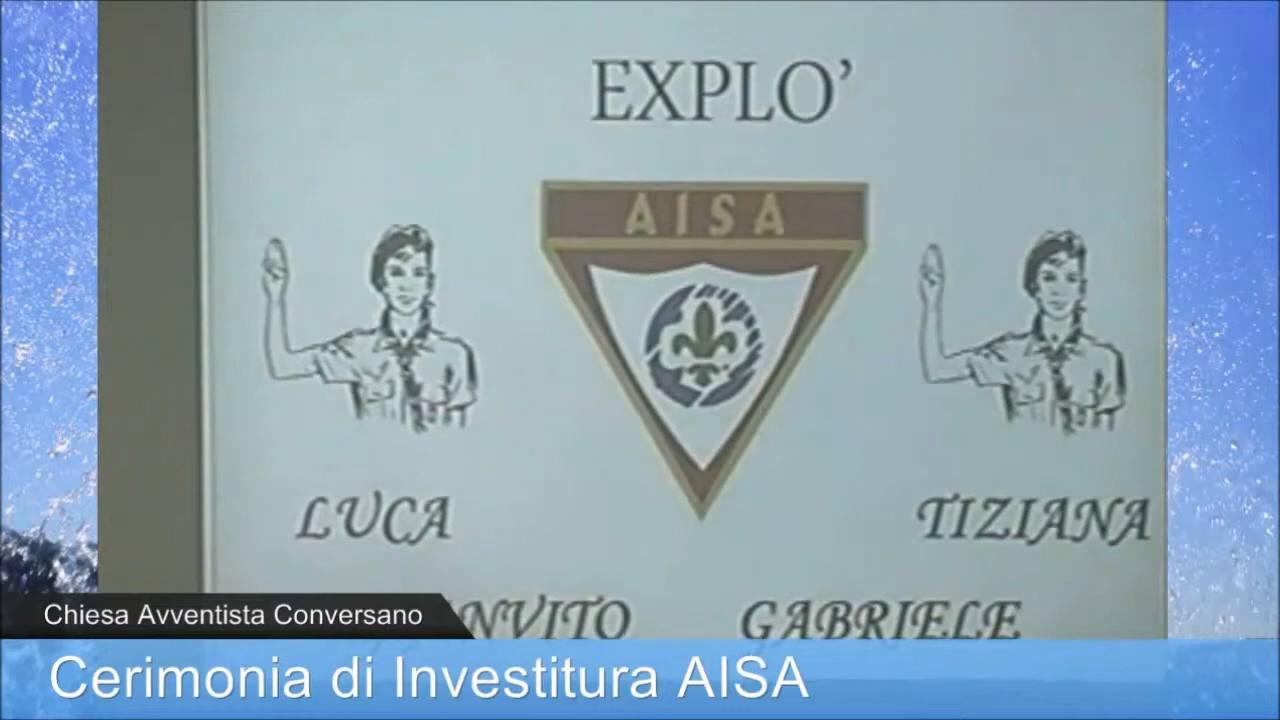 EXPLO'
AISA
LUCA
TIZIANA
GABRIELE
Chiesa Avventista Conversano
Cerimonia di Investitura AISA